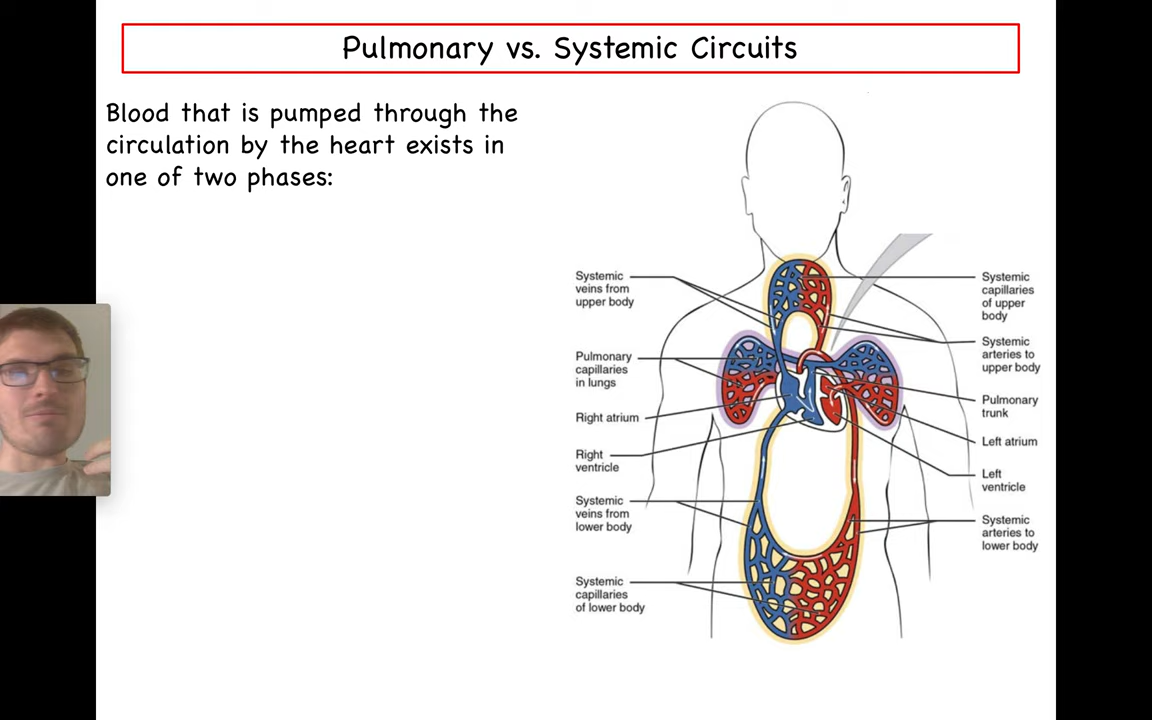 Pulmonary vs. Systemic Circuits
Blood that is pumped through the
circulation by the heart exists in
one of two phases:
Systemic
veins from
upper body
Pulmonary
capillaries
in lungs
Right atrium
Right
ventricle
Systemic
veins from
lower body
Systemic
capillaries
of lower body
Systemic
capillaries
of upper
body
Systemic
arteries to
upper body
Pulmonary
trunk
Left atrium
Left
ventricle
Systemic
arteries to
lower body